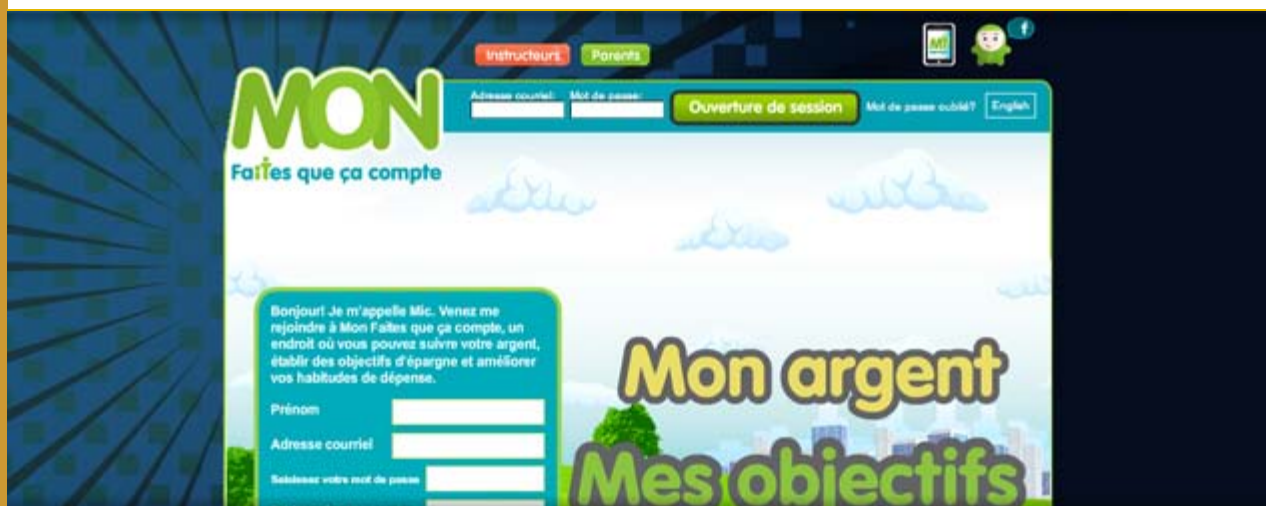 Instructeurs Parents
MON
Faites que ça compte
Adresse courriel: Mot de passe:
Ouverture de session Mot de passe oublié? English
Bonjour! Je m'appelle Mic. Venez me
rejoindre à Mon Faites que ça compte, un
endroit où vous pouvez suivre votre argent,
établir des objectifs d'épargne et améliorer
vos habitudes de dépense.
Prénom
Adresse courriel
Saisissez votre mot de passe
Mon argent
Mes objectifs